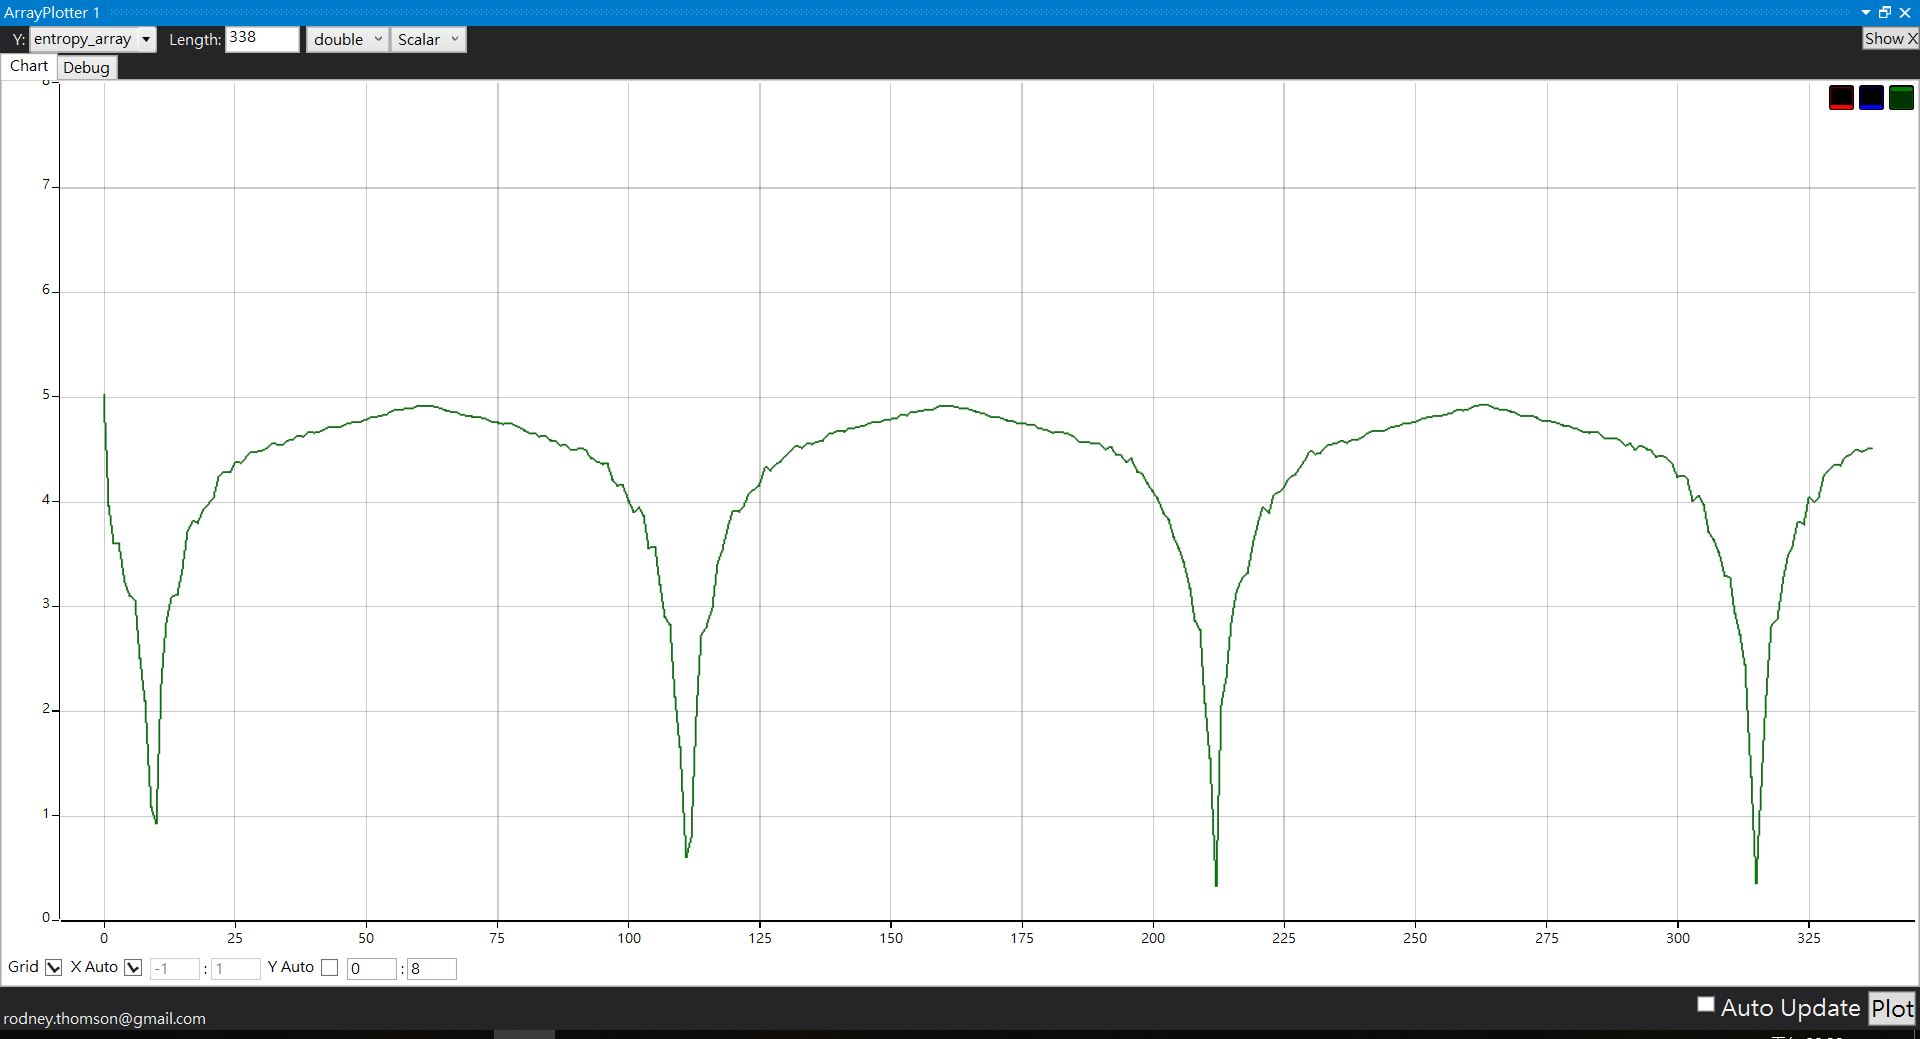 ArrayPlotter 1
Y: entropy_array Length: 338 double Scalar Show X
Chart Debug
8
7
6
5
4
3
2
1
0
0 25 50 75 100 125 150 175 200 225 250 275 300 325
Grid X Auto -1 : 1 Y Auto 0 : 8
Auto Update Plot
rodney.thomson@gmail.com